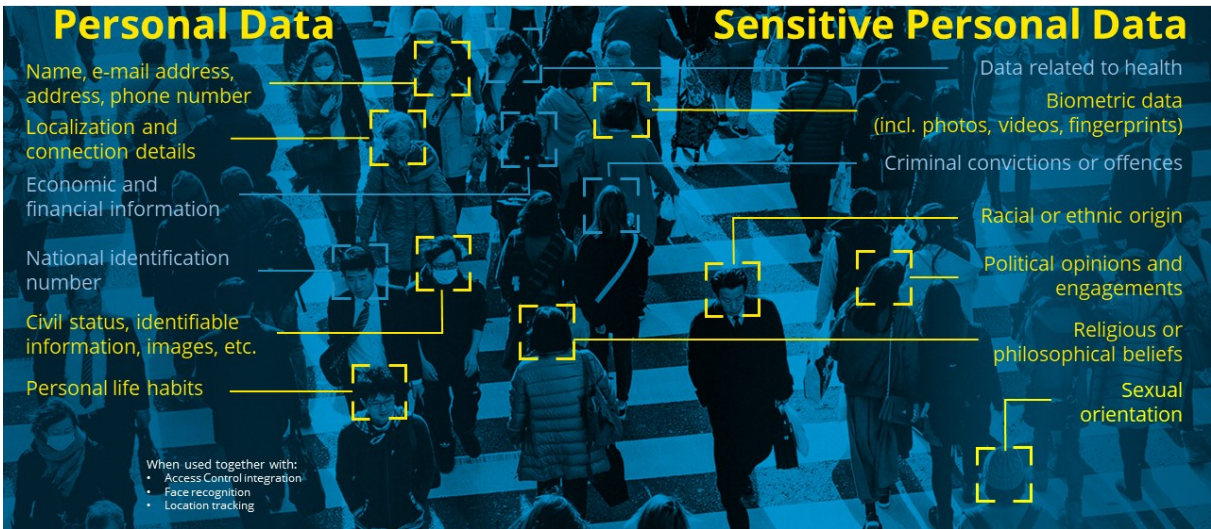 Personal Data
Name, e-mail address,
address, phone number
Localization and
connection details
Economic and
financial information
National identification
number
Civil status, identifiable
information, images, etc.
Personal life habits
When used together with:
• Access Control integration
• Face recognition
• Location tracking
Sensitive Personal Data
Data related to health
Biometric data
(incl. photos, videos, fingerprints)
Criminal convictions or offences
Racial or ethnic origin
Political opinions and
engagements
Religious or
philosophical beliefs
Sexual
orientation